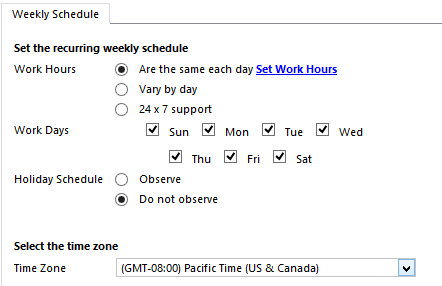 Weekly Schedule
Set the recurring weekly schedule
Work Hours Are the same each day Set Work Hours
Vary by day
24 x 7 support
Work Days Sun Mon Tue Wed
Thu Fri Sat
Holiday Schedule Observe
Do not observe
Select the time zone
Time Zone (GMT-08:00) Pacific Time (US & Canada)